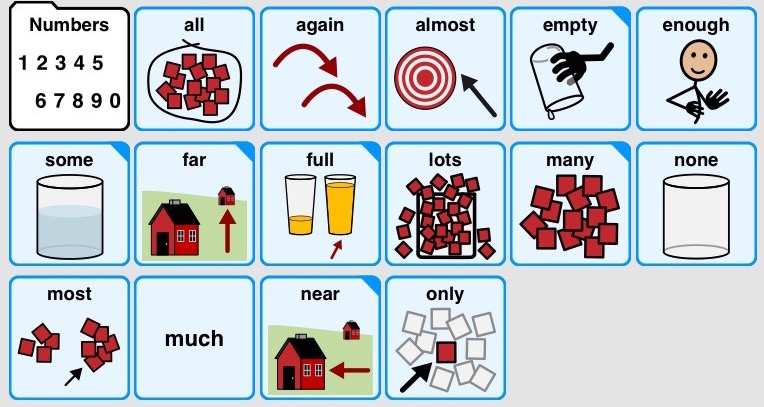 Numbers
1 2 3 4 5
6 7 8 9 0
all
again
almost
empty
enough
some
far
full
lots
many
none
most
much
near
only